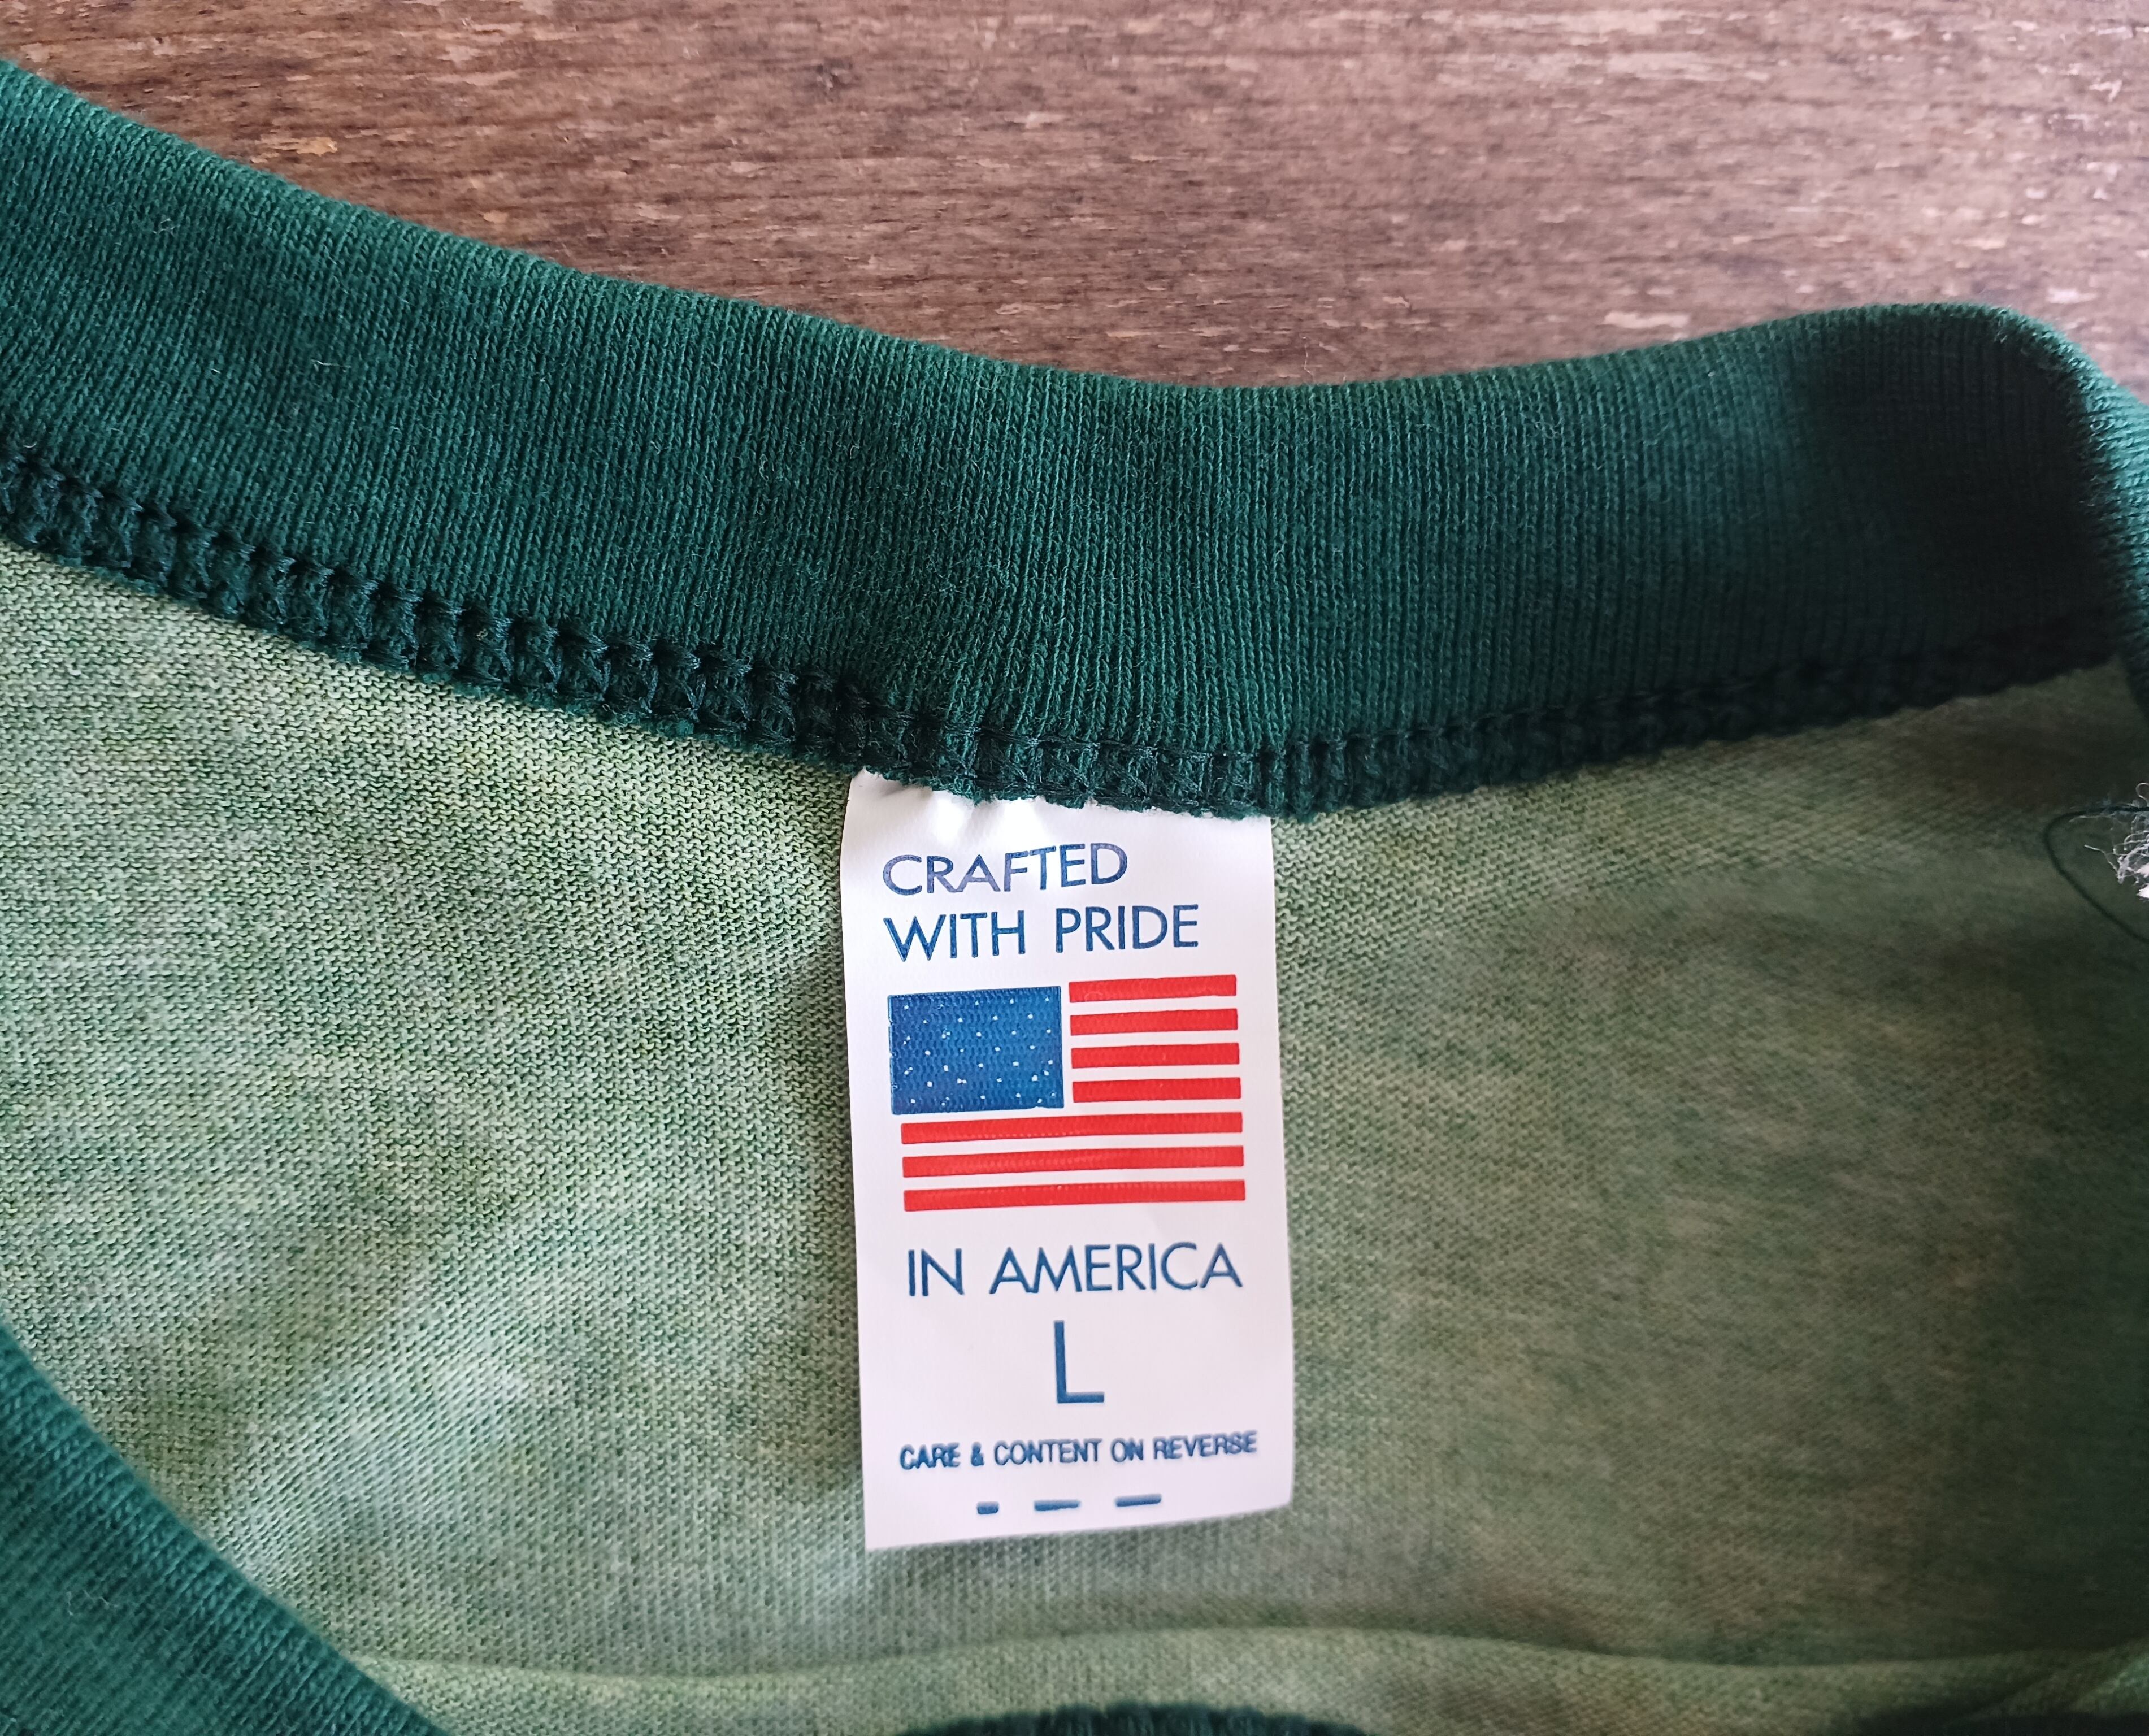 CRAFTED
WITH PRIDE
IN AMERICA
L
CARE & CONTENT ON REVERSE